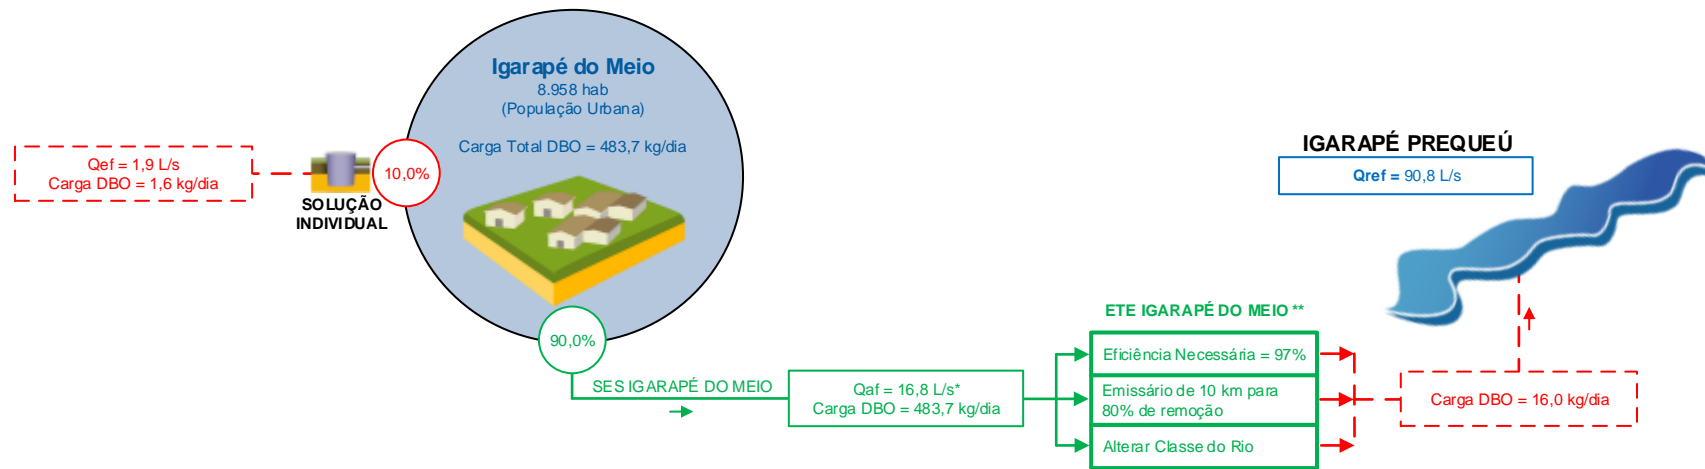 Igarapé do Meio
8.958 hab
(População Urbana)
Carga Total DBO = 483,7 kg/dia
Qef = 1,9 L/s
Carga DBO = 1,6 kg/dia
10,0%
SOLUÇÃO
INDIVIDUAL
90,0%
SES IGARAPÉ DO MEIO
Qaf = 16,8 L/s*
Carga DBO = 483,7 kg/dia
ETE IGARAPÉ DO MEIO **
Eficiência Necessária = 97%
Emissário de 10 km para
80% de remoção
Alterar Classe do Rio
IGARAPÉ PREQUEÚ
Qref = 90,8 L/s
Carga DBO = 16,0 kg/dia